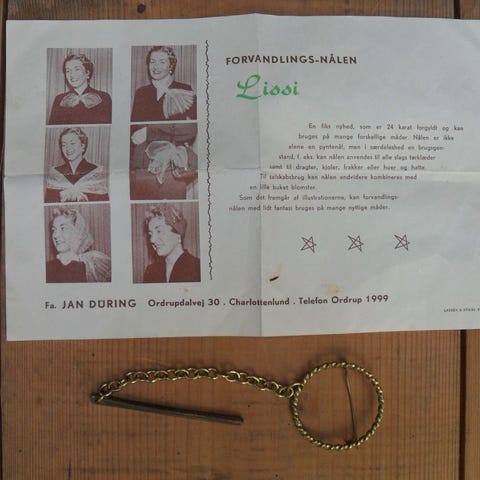 FORVANDLINGS-NÅLEN
Lissi
En fiks nyhed, som er 24 karat forgyldt og kan
bruges på mange forskellige måder. Nålen er ikke
alene en pyntenål, men i særdeleshed en brugsgen-
stand, f. eks. kan nålen anvendes til alle slags tørklæder
samt til dragter, kjoler, frakker eller huer og hatte.
Til selskabsbrug kan nålen endvidere kombineres med
en lille buket blomster.
Som det fremgår af illustrationerne, kan forvandlings-
nålen med lidt fantasi bruges på mange nyttige måder.
Fa. JAN DÜRING Ordrupdalvej 30 . Charlottenlund . Telefon Ordrup 1999